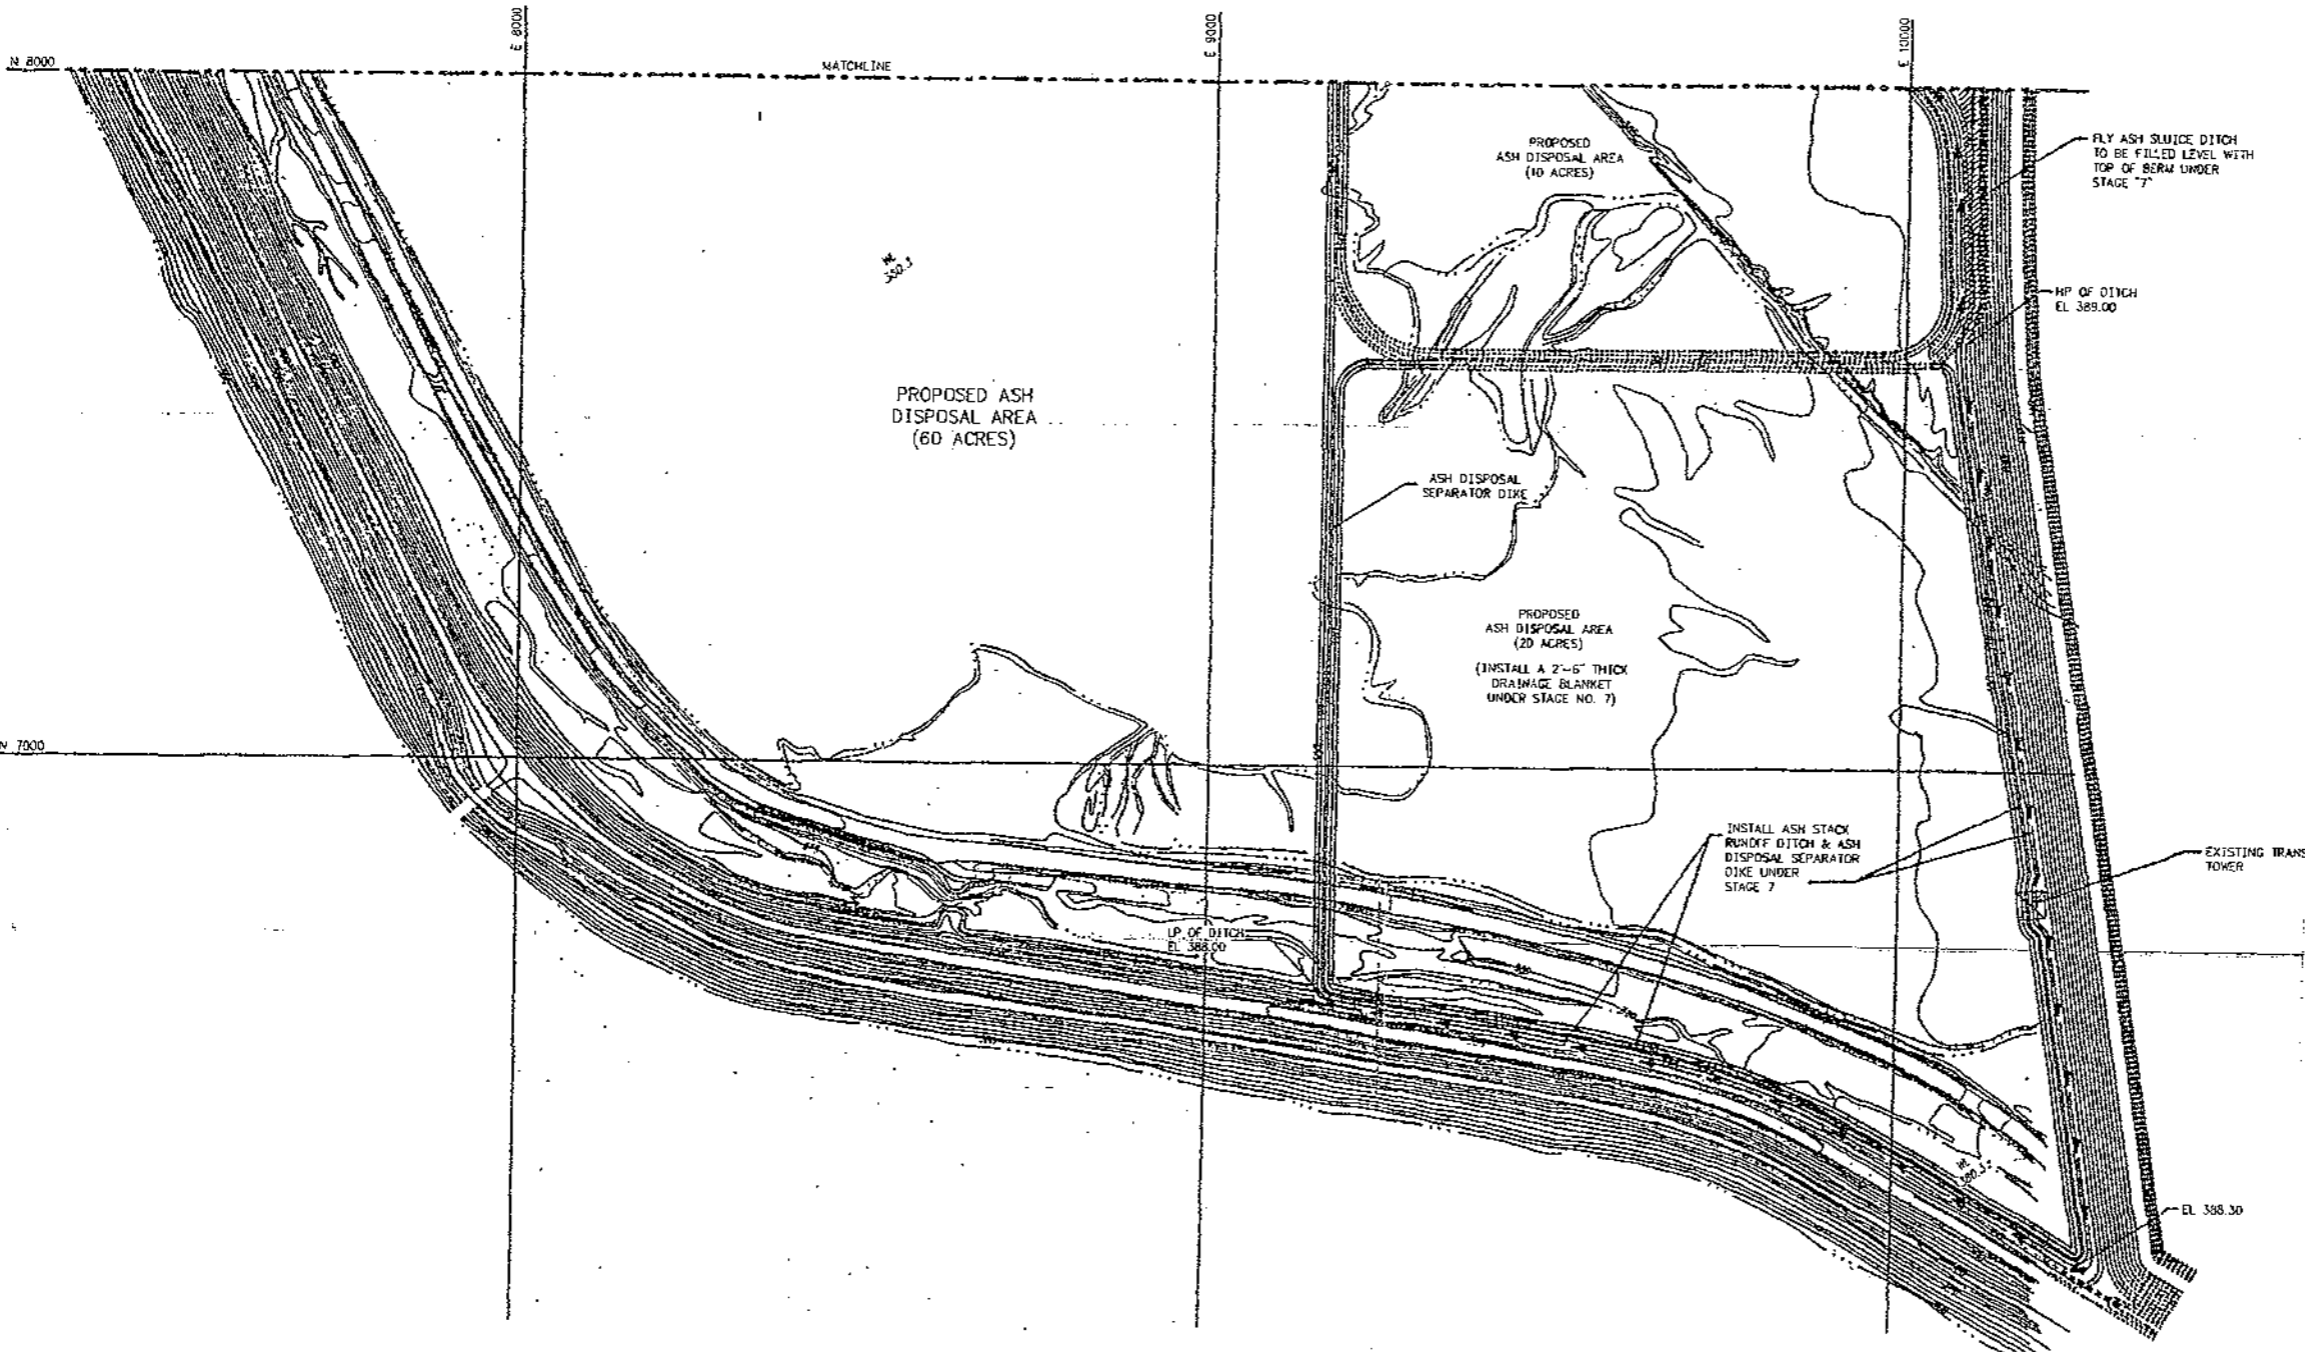 E 8000
E 9000
E 10000
N 8000
MATCHLINE
PROPOSED
ASH DISPOSAL AREA
(10 ACRES)
FLY ASH SLUICE DITCH
TO BE FILLED LEVEL WITH
TOP OF BERM UNDER
STAGE "7"
380.3
HP OF DITCH
EL 389.00
PROPOSED ASH
DISPOSAL AREA
(60 ACRES)
ASH DISPOSAL
SEPARATOR DIKE
PROPOSED
ASH DISPOSAL AREA
(20 ACRES)
(INSTALL A 2'-6" THICK
DRAINAGE BLANKET
UNDER STAGE NO. 7)
N 7000
INSTALL ASH STACK
RUNOFF DITCH & ASH
DISPOSAL SEPARATOR
DIKE UNDER
STAGE 7
EXISTING TRANS
TOWER
LP OF DITCH
EL 388.00
380.3
EL 388.30